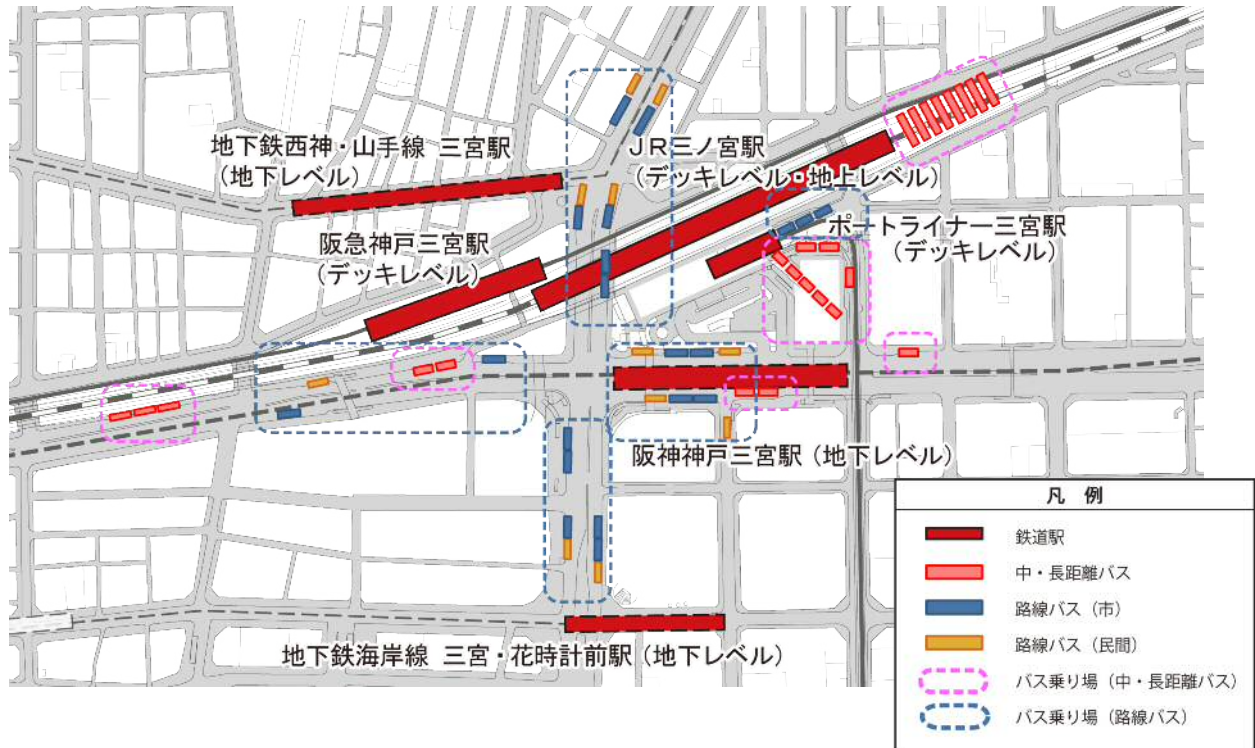 地下鉄西神・山手線 三宮駅
(地下レベル)
JR三ノ宮駅
(デッキレベル・地上レベル)
阪急神戸三宮駅
(デッキレベル)
ポートライナー三宮駅
(デッキレベル)
阪神神戸三宮駅(地下レベル)
地下鉄海岸線 三宮・花時計前駅(地下レベル)
凡 例
鉄道駅
中・長距離バス
路線バス(市)
路線バス(民間)
バス乗り場(中・長距離バス)
バス乗り場(路線バス)